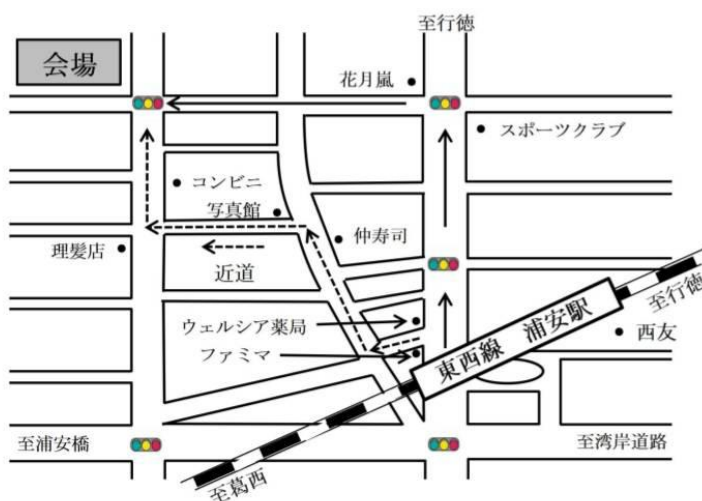 至行徳
会場
花月嵐
スポーツクラブ
コンビニ
写真館
仲寿司
理髪店
近道
至行徳
ウェルシア薬局
ファミマ
東西線 浦安駅
西友
至浦安橋
至葛西
至湾岸道路